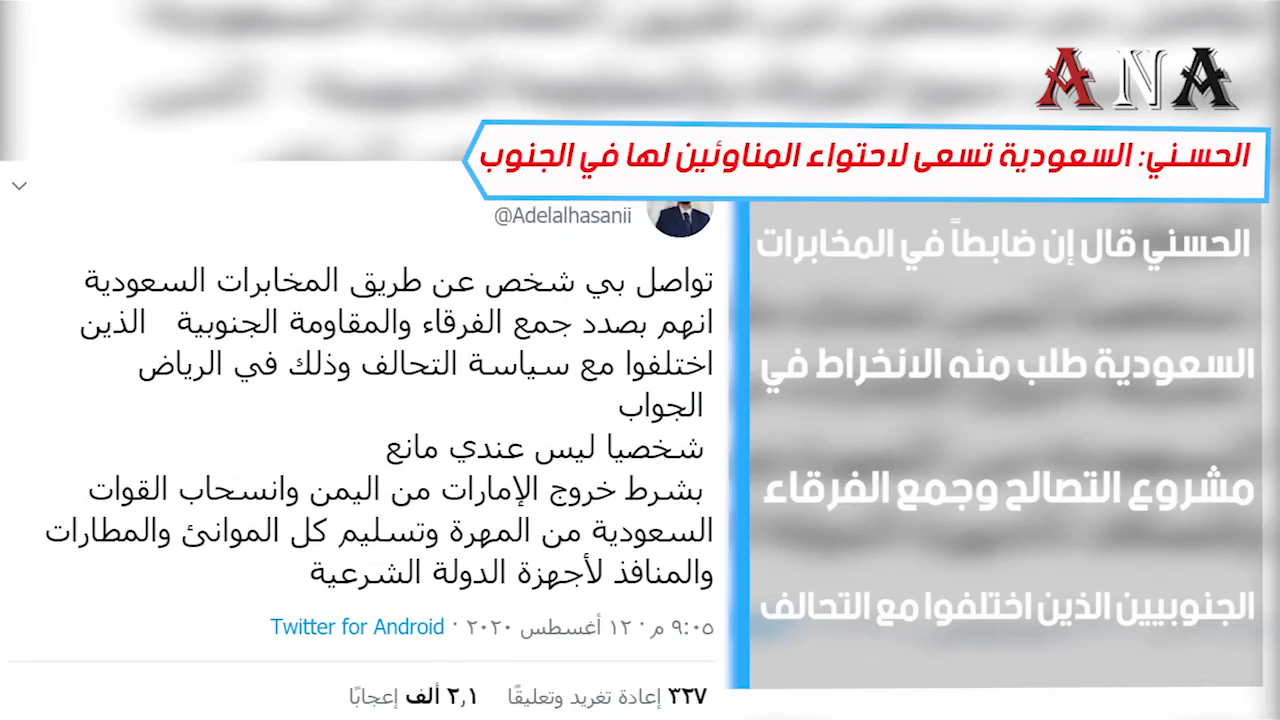 ANA
الحسني: السعودية تسعى لاحتواء المناوئين لها في الجنوب
الحسني قال إن ضابطاً في المخابرات
السعودية طلب منه الانخراط في
مشروع التصالح وجمع الفرقاء
الجنوبيين الذين اختلفوا مع التحالف
@Adelalhasanii
تواصل بي شخص عن طريق المخابرات السعودية
انهم بصدد جمع الفرقاء والمقاومة الجنوبية الذين
اختلفوا مع سياسة التحالف وذلك في الرياض
الجواب
شخصيا ليس عندي مانع
بشرط خروج الإمارات من اليمن وانسحاب القوات
السعودية من المهرة وتسليم كل الموانئ والمطارات
والمنافذ لأجهزة الدولة الشرعية
٩:٠٥ م · ١٢ أغسطس ٢٠٢٠ · Twitter for Android
٣٢٧ إعادة تغريد وتعليقًا ٢,١ ألف إعجابًا